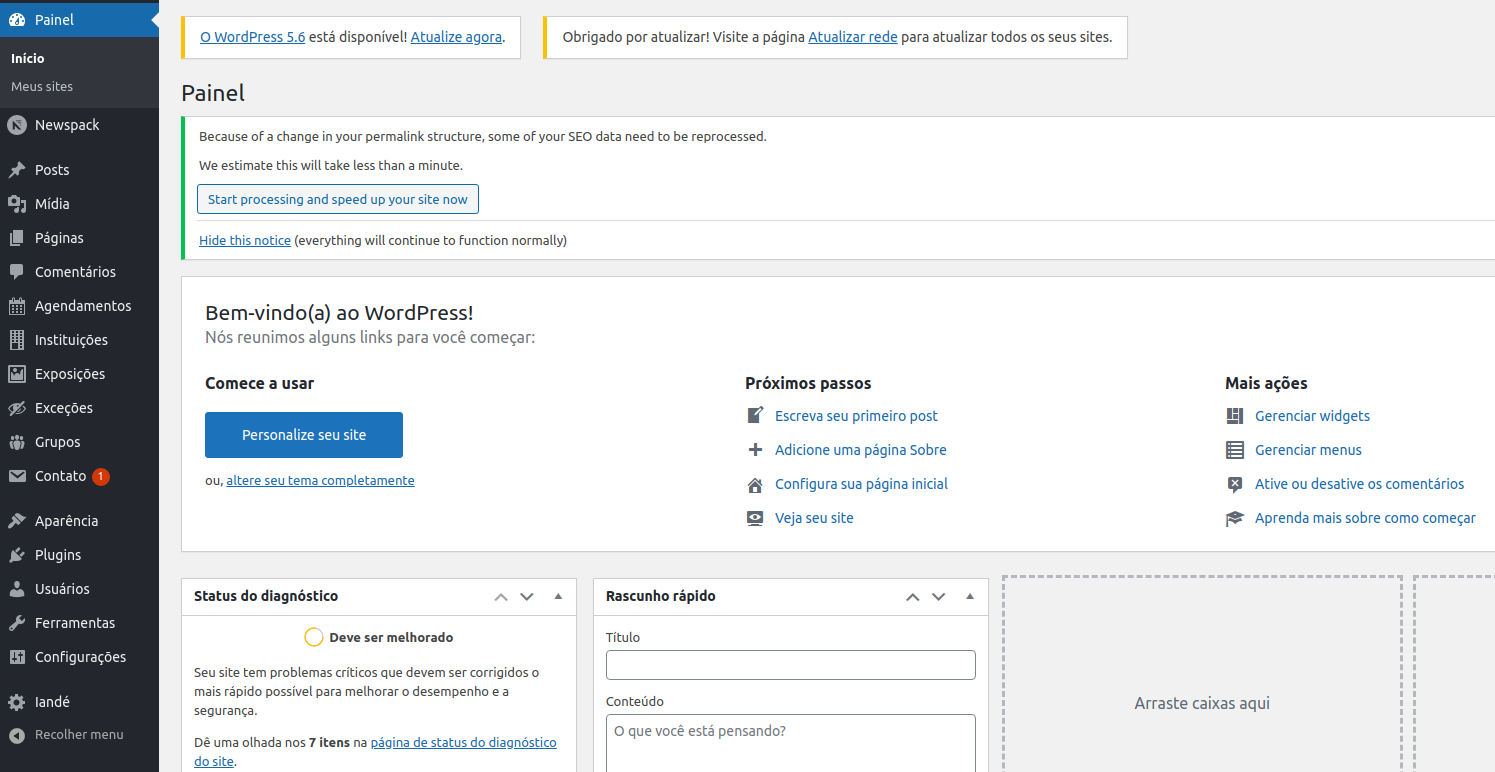 Painel
Início
Meus sites
Newspack
Posts
Mídia
Páginas
Comentários
Agendamentos
Instituições
Exposições
Exceções
Grupos
Contato 1
Aparência
Plugins
Usuários
Ferramentas
Configurações
Iandé
Recolher menu
O WordPress 5.6 está disponível! Atualize agora.
Obrigado por atualizar! Visite a página Atualizar rede para atualizar todos os seus sites.
Painel
Because of a change in your permalink structure, some of your SEO data need to be reprocessed.
We estimate this will take less than a minute.
Start processing and speed up your site now
Hide this notice (everything will continue to function normally)
Bem-vindo(a) ao WordPress!
Nós reunimos alguns links para você começar:
Comece a usar
Personalize seu site
ou, altere seu tema completamente
Próximos passos
Escreva seu primeiro post
Adicione uma página Sobre
Configura sua página inicial
Veja seu site
Mais ações
Gerenciar widgets
Gerenciar menus
Ative ou desative os comentários
Aprenda mais sobre como começar
Status do diagnóstico
Deve ser melhorado
Seu site tem problemas críticos que devem ser corrigidos o
mais rápido possível para melhorar o desempenho e a
segurança.
Dê uma olhada nos 7 itens na página de status do diagnóstico
do site.
Rascunho rápido
Título
Conteúdo
O que você está pensando?
Arraste caixas aqui